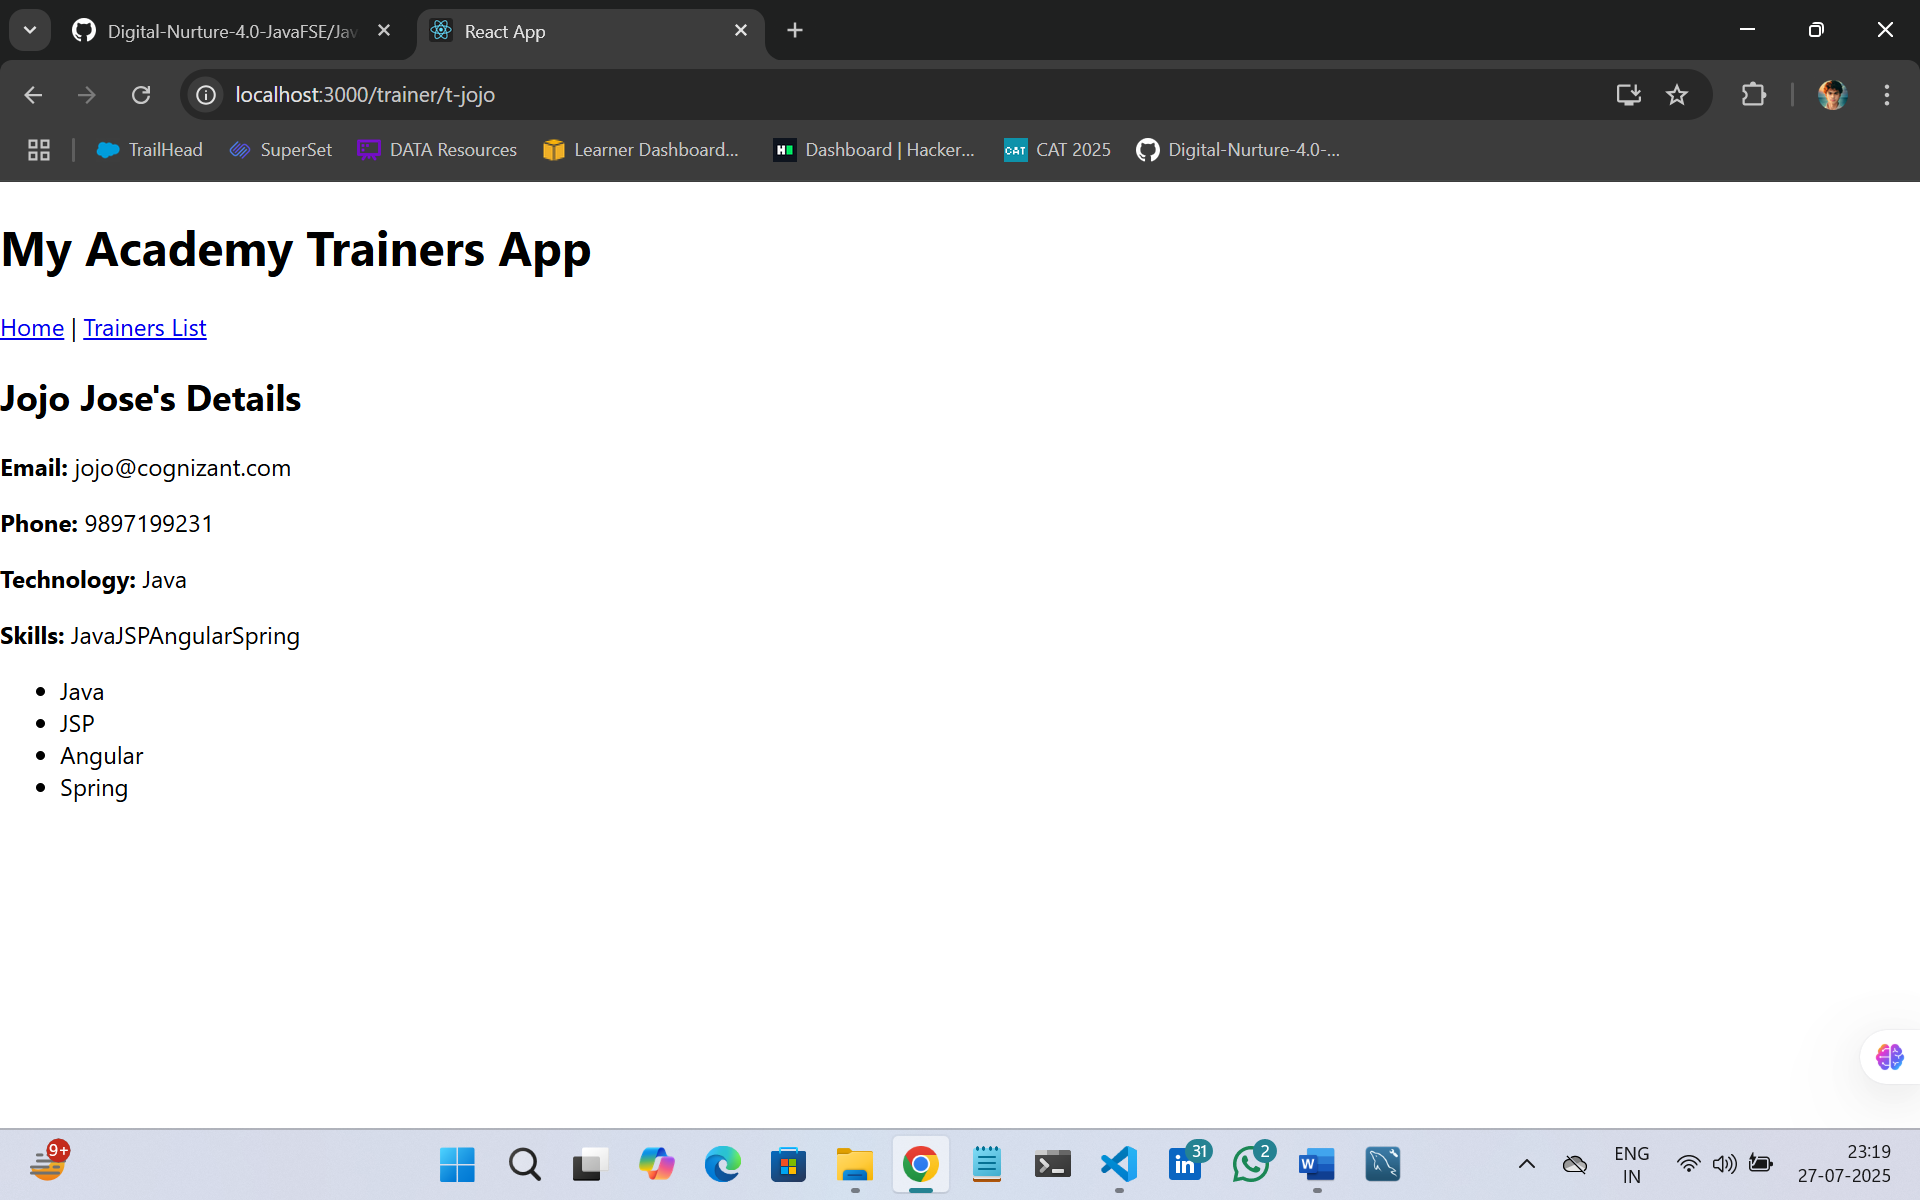 Digital-Nurture-4.0-JavaFSE/Jav
React App
localhost:3000/trainer/t-jojo
TrailHead
SuperSet
DATA Resources
Learner Dashboard...
H
Dashboard | Hacker...
CAT
CAT 2025
Digital-Nurture-4.0-...
My Academy Trainers App
Home | Trainers List
Jojo Jose's Details
Email: jojo@cognizant.com
Phone: 9897199231
Technology: Java
Skills: JavaJSPAngularSpring
• Java
• JSP
• Angular
• Spring
9+
in
31
2
W
ENG
IN
23:19
27-07-2025